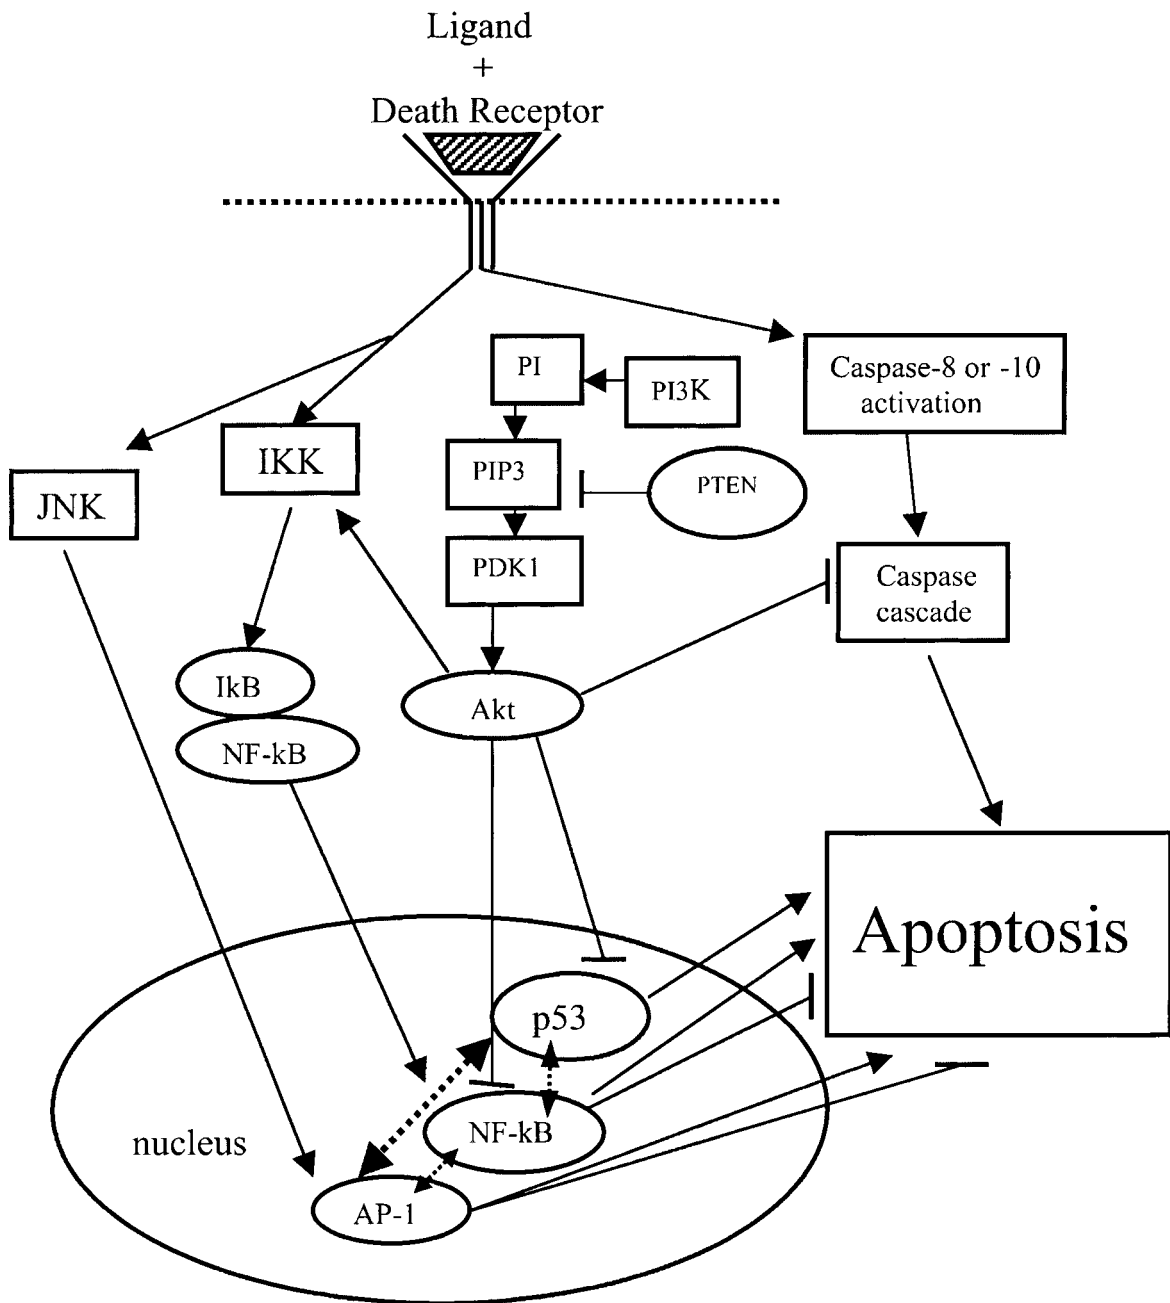 Ligand
+
Death Receptor
PI
PI3K
Caspase-8 or -10
activation
IKK
PIP3
PTEN
JNK
PDK1
Caspase
cascade
IkB
Akt
NF-kB
Apoptosis
p53
nucleus
NF-kB
AP-1